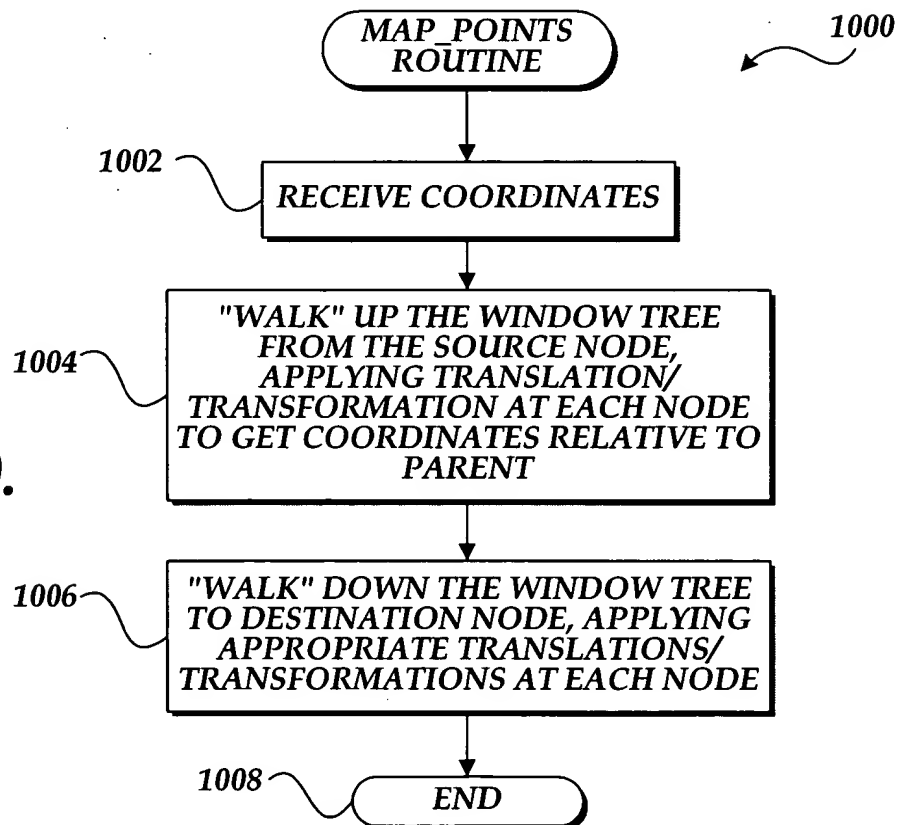 MAP_POINTS
ROUTINE
1000
1002
RECEIVE COORDINATES
1004
"WALK" UP THE WINDOW TREE
FROM THE SOURCE NODE,
APPLYING TRANSLATION/
TRANSFORMATION AT EACH NODE
TO GET COORDINATES RELATIVE TO
PARENT
1006
"WALK" DOWN THE WINDOW TREE
TO DESTINATION NODE, APPLYING
APPROPRIATE TRANSLATIONS/
TRANSFORMATIONS AT EACH NODE
1008
END